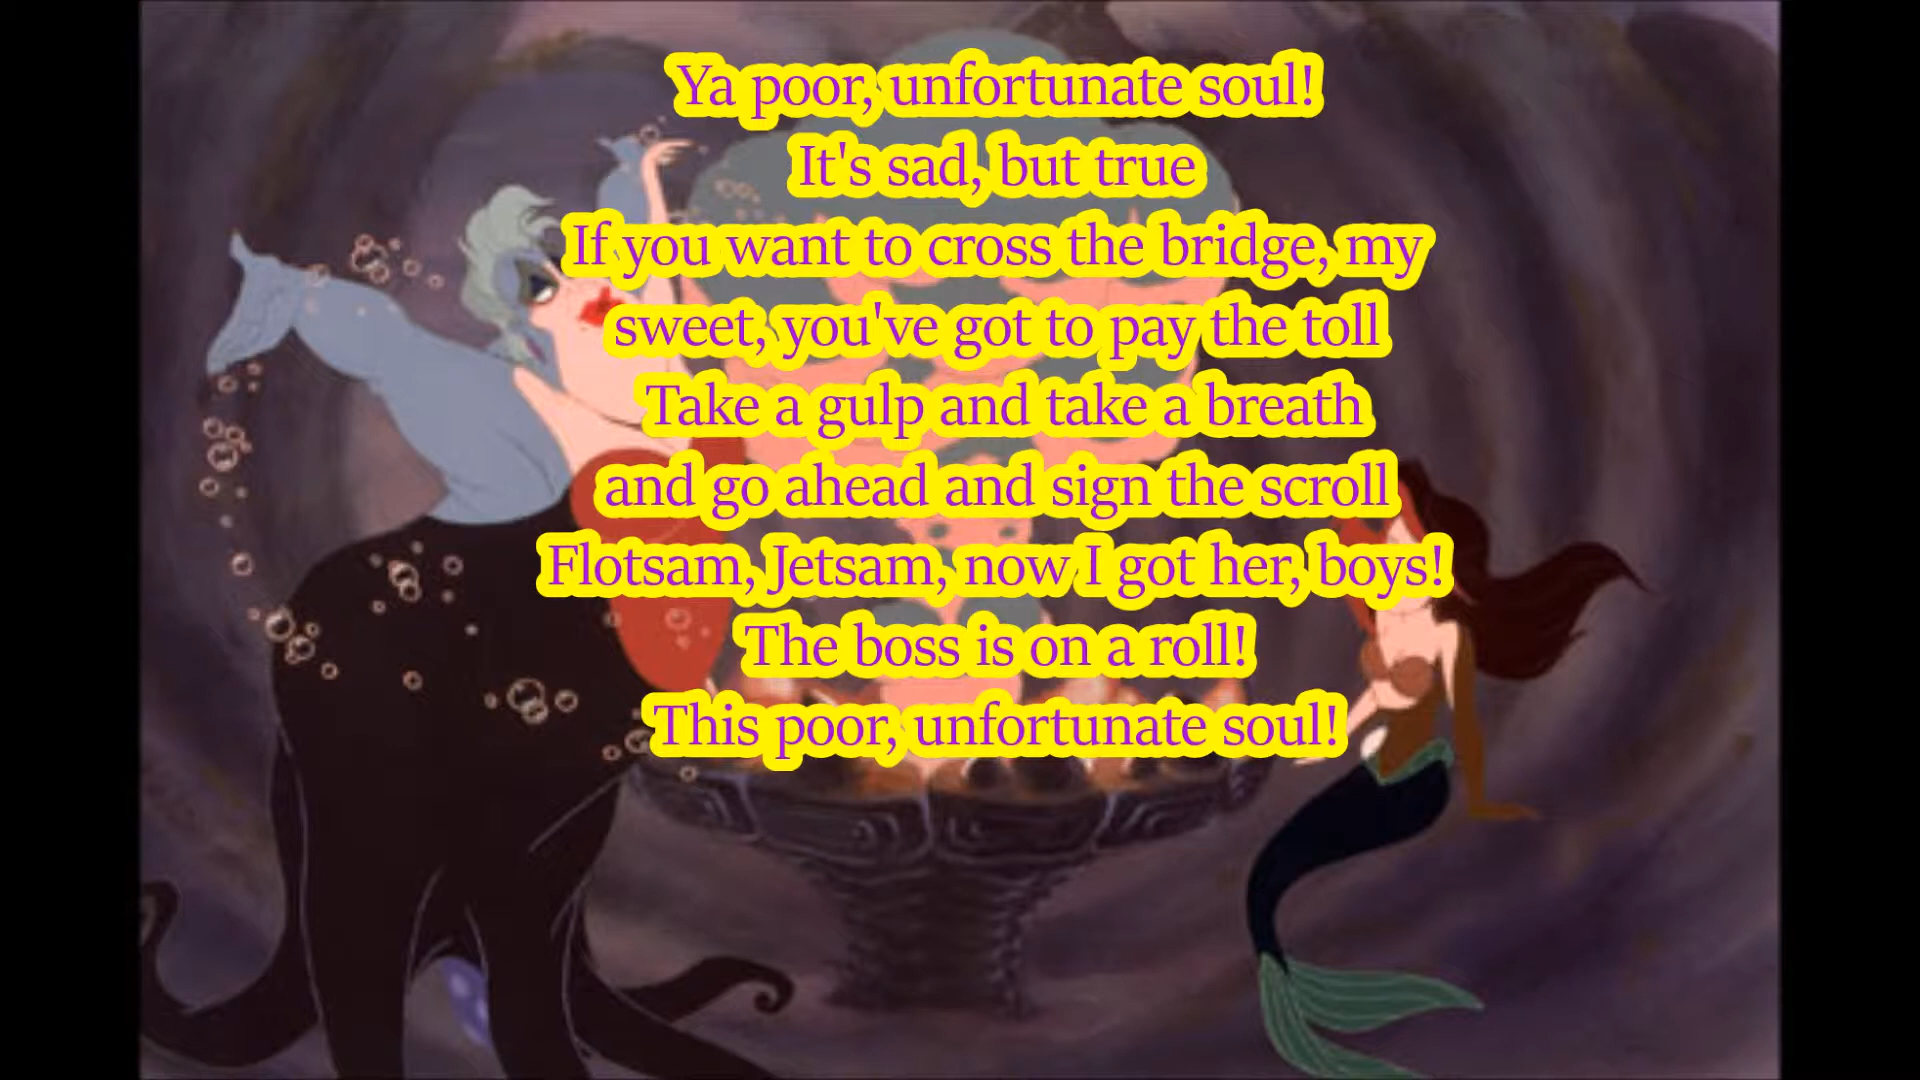 Ya poor, unfortunate soul!
It's sad, but true
If you want to cross the bridge, my
sweet, you've got to pay the toll
Take a gulp and take a breath
and go ahead and sign the scroll
Flotsam, Jetsam, now I got her, boys!
The boss is on a roll!
This poor, unfortunate soul!